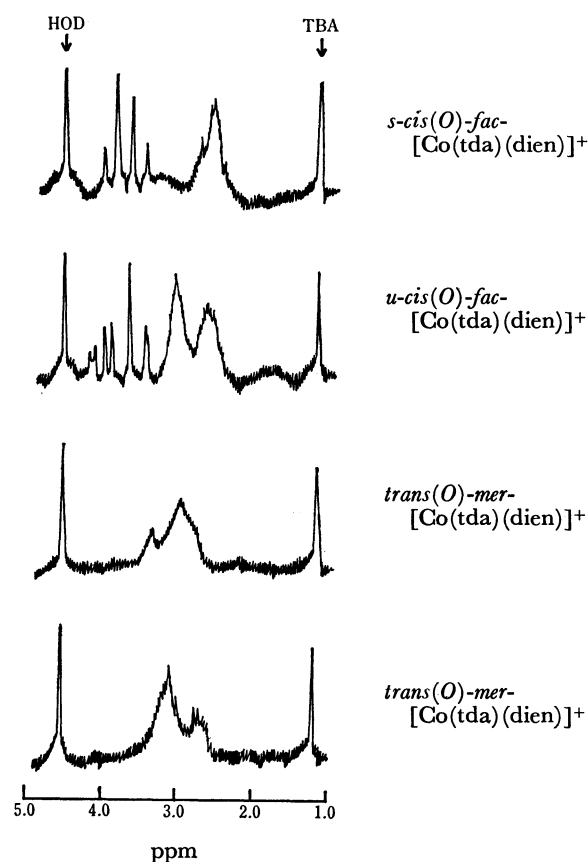 HOD
TBA
s-cis(O)-fac-
[Co(tda)(dien)]+
u-cis(O)-fac-
[Co(tda)(dien)]+
trans(O)-mer-
[Co(tda)(dien)]+
trans(O)-mer-
[Co(tda)(dien)]+
5.0 4.0 3.0 2.0 1.0
ppm